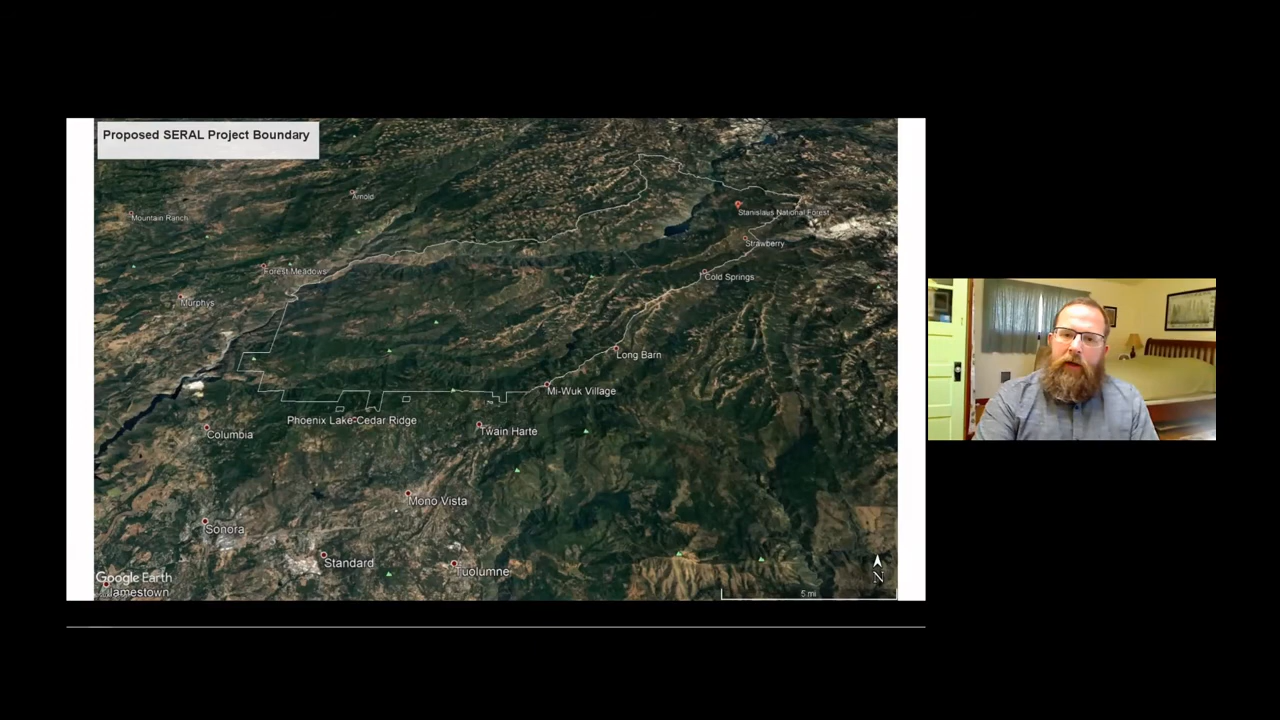 Proposed SERAL Project Boundary
Arnold
Mountain Ranch
Stanislaus National Forest
Strawberry
Forest Meadows
Cold Springs
Murphys
Long Barn
Mi-Wuk Village
Phoenix Lake-Cedar Ridge
Twain Harte
Columbia
Mono Vista
Sonora
Standard
Tuolumne
Google Earth
Jamestown
N
5 mi